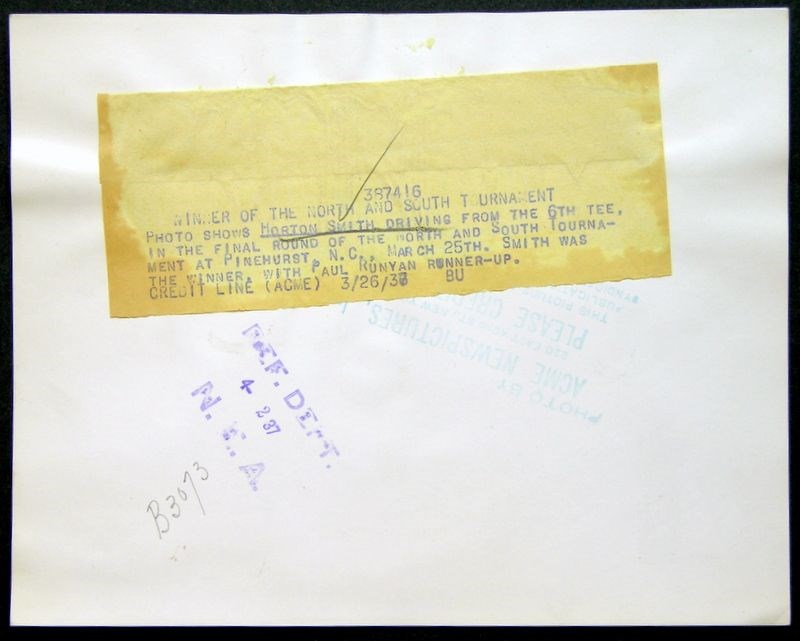 387416
WINNER OF THE NORTH AND SOUTH TOURNAMENT
PHOTO SHOWS HORTON SMITH DRIVING FROM THE 6TH TEE,
IN THE FINAL ROUND OF THE NORTH AND SOUTH TOURNA-
MENT AT PINEHURST, N.C., MARCH 25TH. SMITH WAS
THE WINNER, WITH PAUL RUNYAN RUNNER-UP.
CREDIT LINE (ACME) 3/26/37 BU
REF. DEPT.
4 2 37
N. E. A.
B3073
PHOTO BY
ACME NEWSPICTURES
PLEASE CREDIT
THIS PICTURE